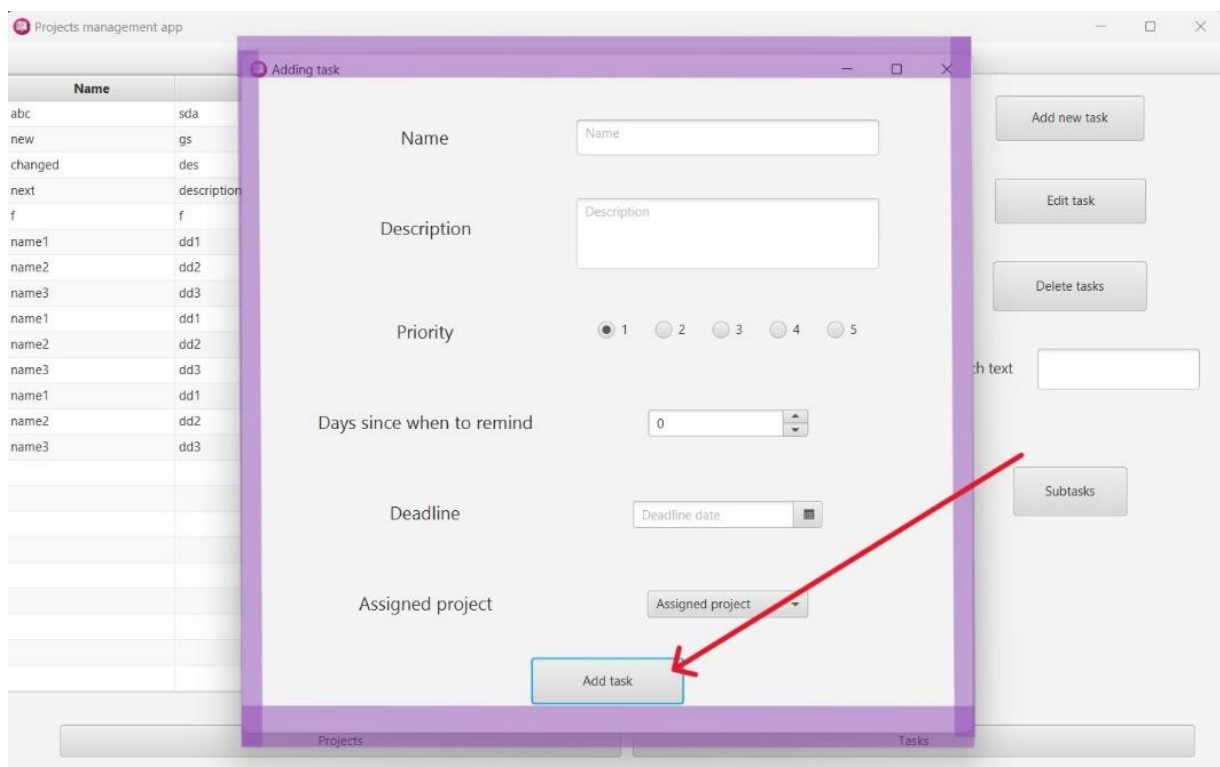 Projects management app
Adding task
Name
abc sda
new gs
changed des
next description
f f
name1 dd1
name2 dd2
name3 dd3
name1 dd1
name2 dd2
name3 dd3
name1 dd1
name2 dd2
name3 dd3
Name Name
Description Description
Priority 1 2 3 4 5
Days since when to remind 0
Deadline Deadline date
Assigned project Assigned project
Add task
Add new task
Edit task
Delete tasks
text
Subtasks
Projects Tasks